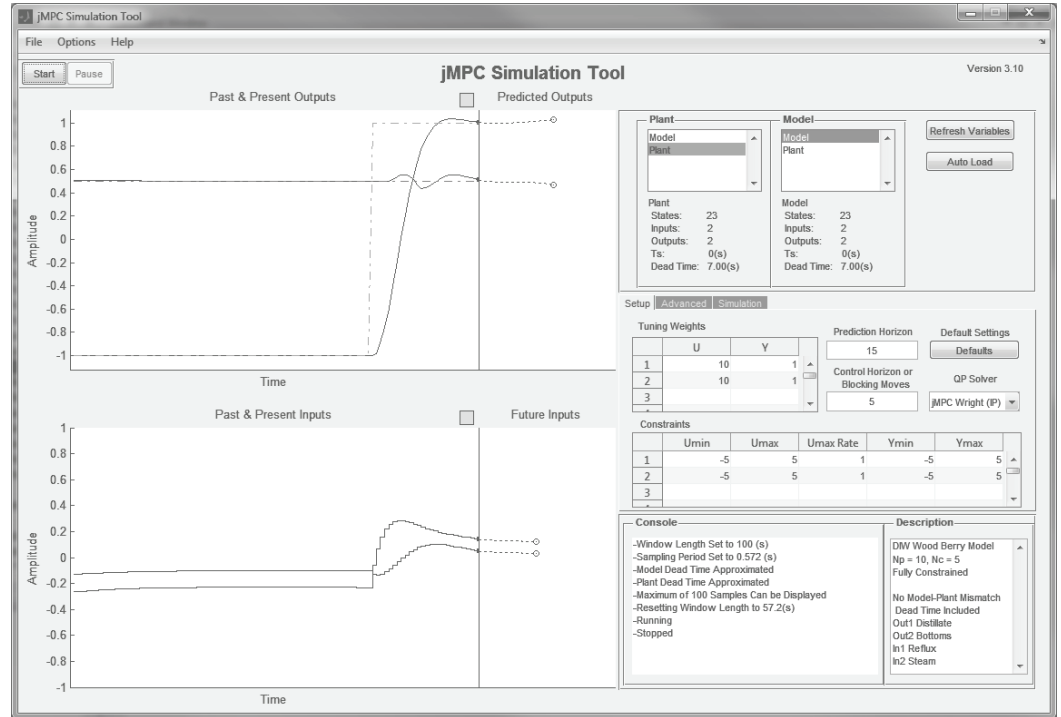 jMPC Simulation Tool
File Options Help
Start Pause
jMPC Simulation Tool
Version 3.10
Past & Present Outputs
Predicted Outputs
1
0.8
0.6
0.4
0.2
0
-0.2
-0.4
-0.6
-0.8
-1
Amplitude
Time
Past & Present Inputs
Future Inputs
1
0.8
0.6
0.4
0.2
0
-0.2
-0.4
-0.6
-0.8
-1
Amplitude
Time
Plant
Model
Plant
Plant
States: 23
Inputs: 2
Outputs: 2
Ts: 0(s)
Dead Time: 7.00(s)
Model
Model
Plant
Model
States: 23
Inputs: 2
Outputs: 2
Ts: 0(s)
Dead Time: 7.00(s)
Refresh Variables
Auto Load
Setup Advanced Simulation
Tuning Weights
U Y
1 10 1
2 10 1
3
Prediction Horizon
15
Control Horizon or
Blocking Moves
5
Default Settings
Defaults
QP Solver
jMPC Wright (IP)
Constraints
Umin Umax Umax Rate Ymin Ymax
1 -5 5 1 -5 5
2 -5 5 1 -5 5
3
Console
-Window Length Set to 100 (s)
-Sampling Period Set to 0.572 (s)
-Model Dead Time Approximated
-Plant Dead Time Approximated
-Maximum of 100 Samples Can be Displayed
-Resetting Window Length to 57.2(s)
-Running
-Stopped
Description
DIW Wood Berry Model
Np = 10, Nc = 5
Fully Constrained
No Model-Plant Mismatch
Dead Time Included
Out1 Distillate
Out2 Bottoms
In1 Reflux
In2 Steam